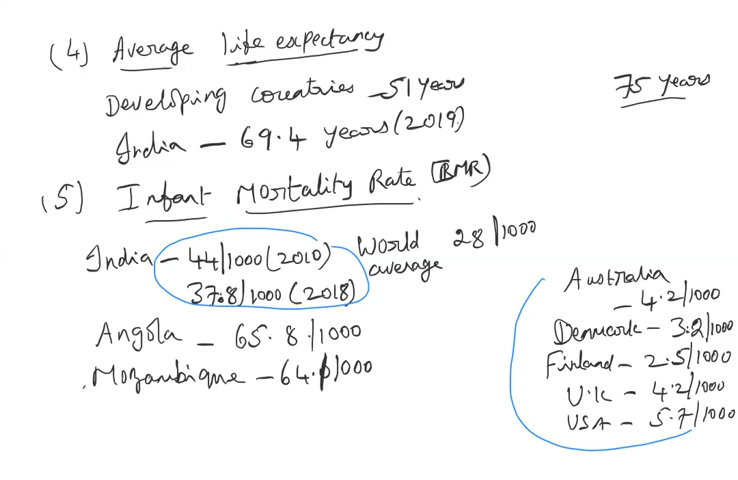 (4) Average life expectancy
Developing countries - 51 years
75 years
India - 69.4 years (2019)
(5) Infant Mortality Rate (BMR)
India - 44/1000 (2010)
37.8/1000 (2018)
World average 28/1000
Angola - 65.8/1000
Mozambique - 64./1000
Australia
- 4.2/1000
Denmark - 3.2/1000
Finland - 2.5/1000
U.K - 4.2/1000
USA - 5.7/1000